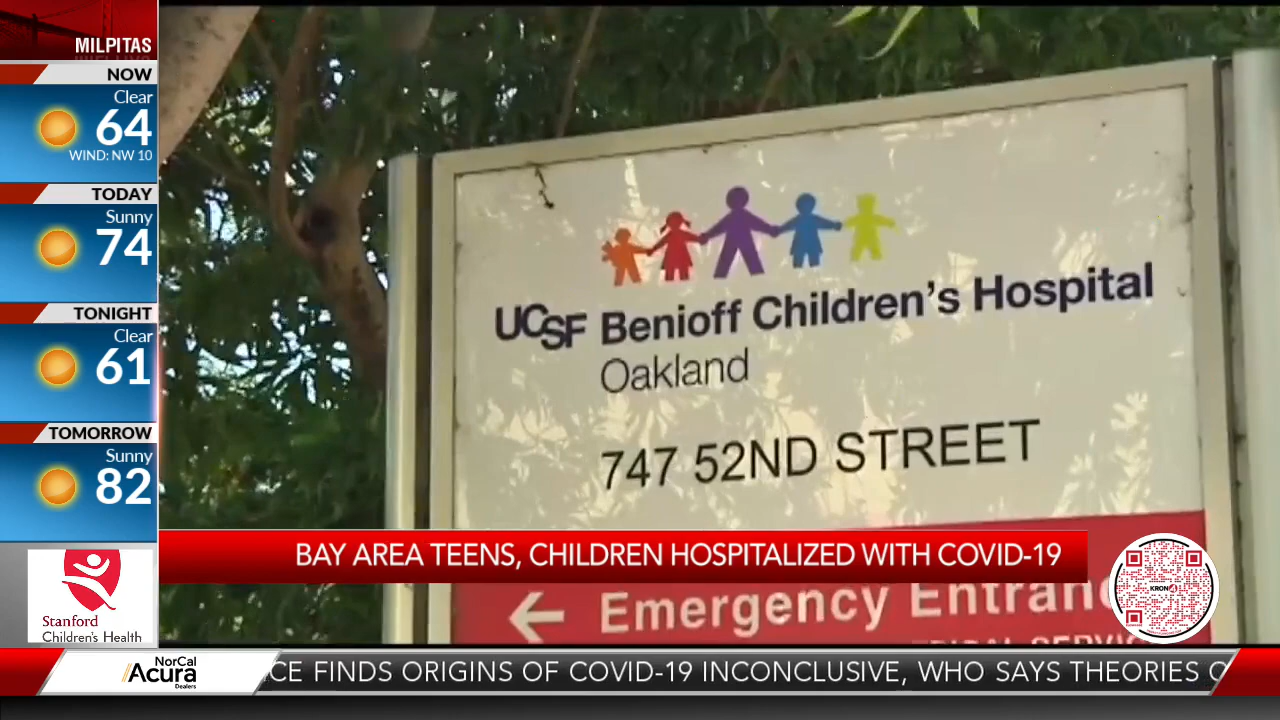 MILPITAS
NOW
Clear
64
WIND: NW 10
TODAY
Sunny
74
TONIGHT
Clear
61
TOMORROW
Sunny
82
Stanford
Children's Health
UCSF Benioff Children's Hospital
Oakland
747 52ND STREET
BAY AREA TEENS, CHILDREN HOSPITALIZED WITH COVID-19
Emergency Entranc
KRON4
NorCal
Acura
Dealers
CE FINDS ORIGINS OF COVID-19 INCONCLUSIVE, WHO SAYS THEORIES